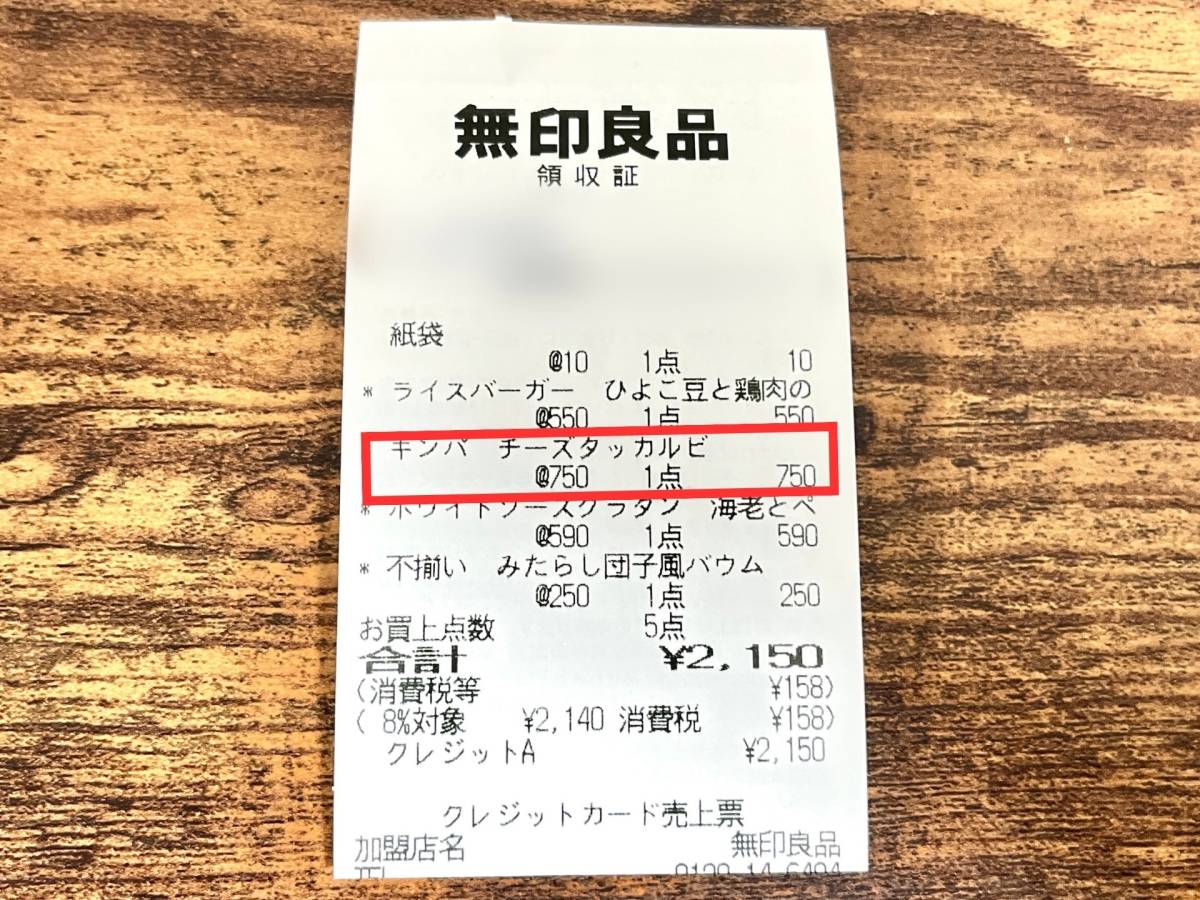 無印良品
領収証
紙袋
@10 1点 10
* ライスバーガー ひよこ豆と鶏肉の
@550 1点 550
キンパ チーズタッカルビ
@750 1点 750
* ホワイトソースグラタン 海老とペ
@590 1点 590
* 不揃い みたらし団子風バウム
@250 1点 250
お買上点数 5点
合計 ¥2,150
(消費税等 ¥158)
( 8%対象 ¥2,140 消費税 ¥158)
クレジットA ¥2,150
クレジットカード売上票
加盟店名 無印良品
TEL 0120-14-6404